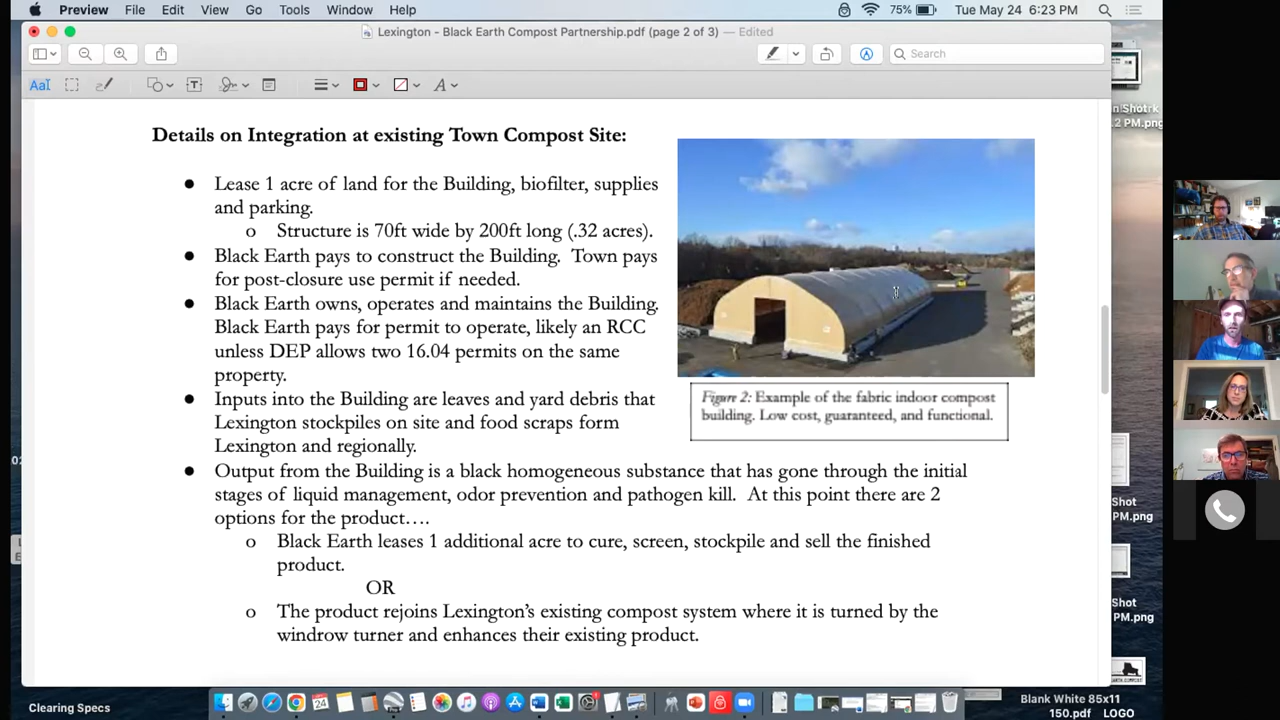 Preview File Edit View Go Tools Window Help 75% Tue May 24 6:23 PM
Lexington - Black Earth Compost Partnership.pdf (page 2 of 3) — Edited
Search
AaI T A
Details on Integration at existing Town Compost Site:
● Lease 1 acre of land for the Building, biofilter, supplies
and parking.
o Structure is 70ft wide by 200ft long (.32 acres).
● Black Earth pays to construct the Building. Town pays
for post-closure use permit if needed.
● Black Earth owns, operates and maintains the Building.
Black Earth pays for permit to operate, likely an RCC
unless DEP allows two 16.04 permits on the same
property.
● Inputs into the Building are leaves and yard debris that
Lexington stockpiles on site and food scraps form
Lexington and regionally
Figure 2: Example of the fabric indoor compost
building. Low cost, guaranteed, and functional.
● Output from the Building is a black homogeneous substance that has gone through the initial
stages of liquid management, odor prevention and pathogen kill. At this point there are 2
options for the product….
o Black Earth leases 1 additional acre to cure, screen, stockpile and sell the finished
product.
OR
o The product rejoins Lexington's existing compost system where it is turned by the
windrow turner and enhances their existing product.
Shot
PM.png
Shot
PM.png
24
Clearing Specs
Blank White 85x11
150.pdf LOGO